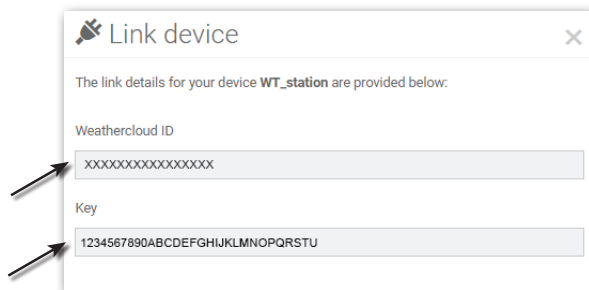 Link device
The link details for your device WT_station are provided below:
Weathercloud ID
XXXXXXXXXXXXXXXX
Key
1234567890ABCDEFGHIJKLMNOPQRSTU